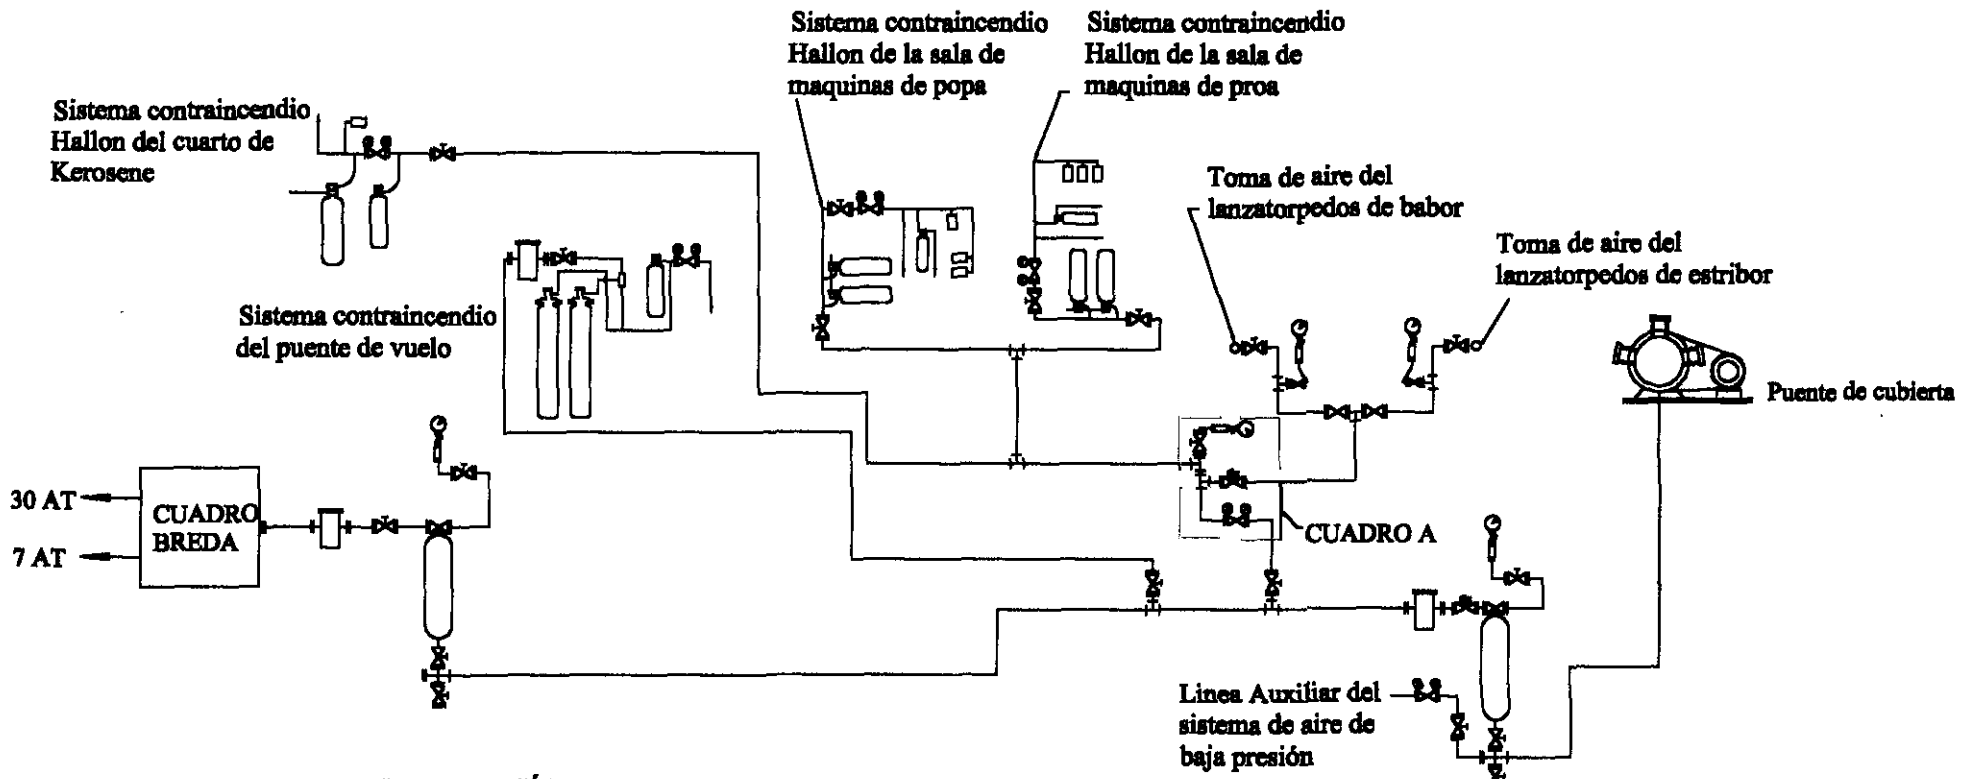 Sistema contraincendio
Hallon de la sala de
maquinas de popa
Sistema contraincendio
Hallon de la sala de
maquinas de proa
Sistema contraincendio
Hallon del cuarto de
Kerosene
Toma de aire del
lanzatorpedos de babor
Toma de aire del
lanzatorpedos de estribor
Sistema contraincendio
del puente de vuelo
Puente de cubierta
30 AT
7 AT
CUADRO
BREDA
CUADRO A
Linea Auxiliar del
sistema de aire de
baja presión